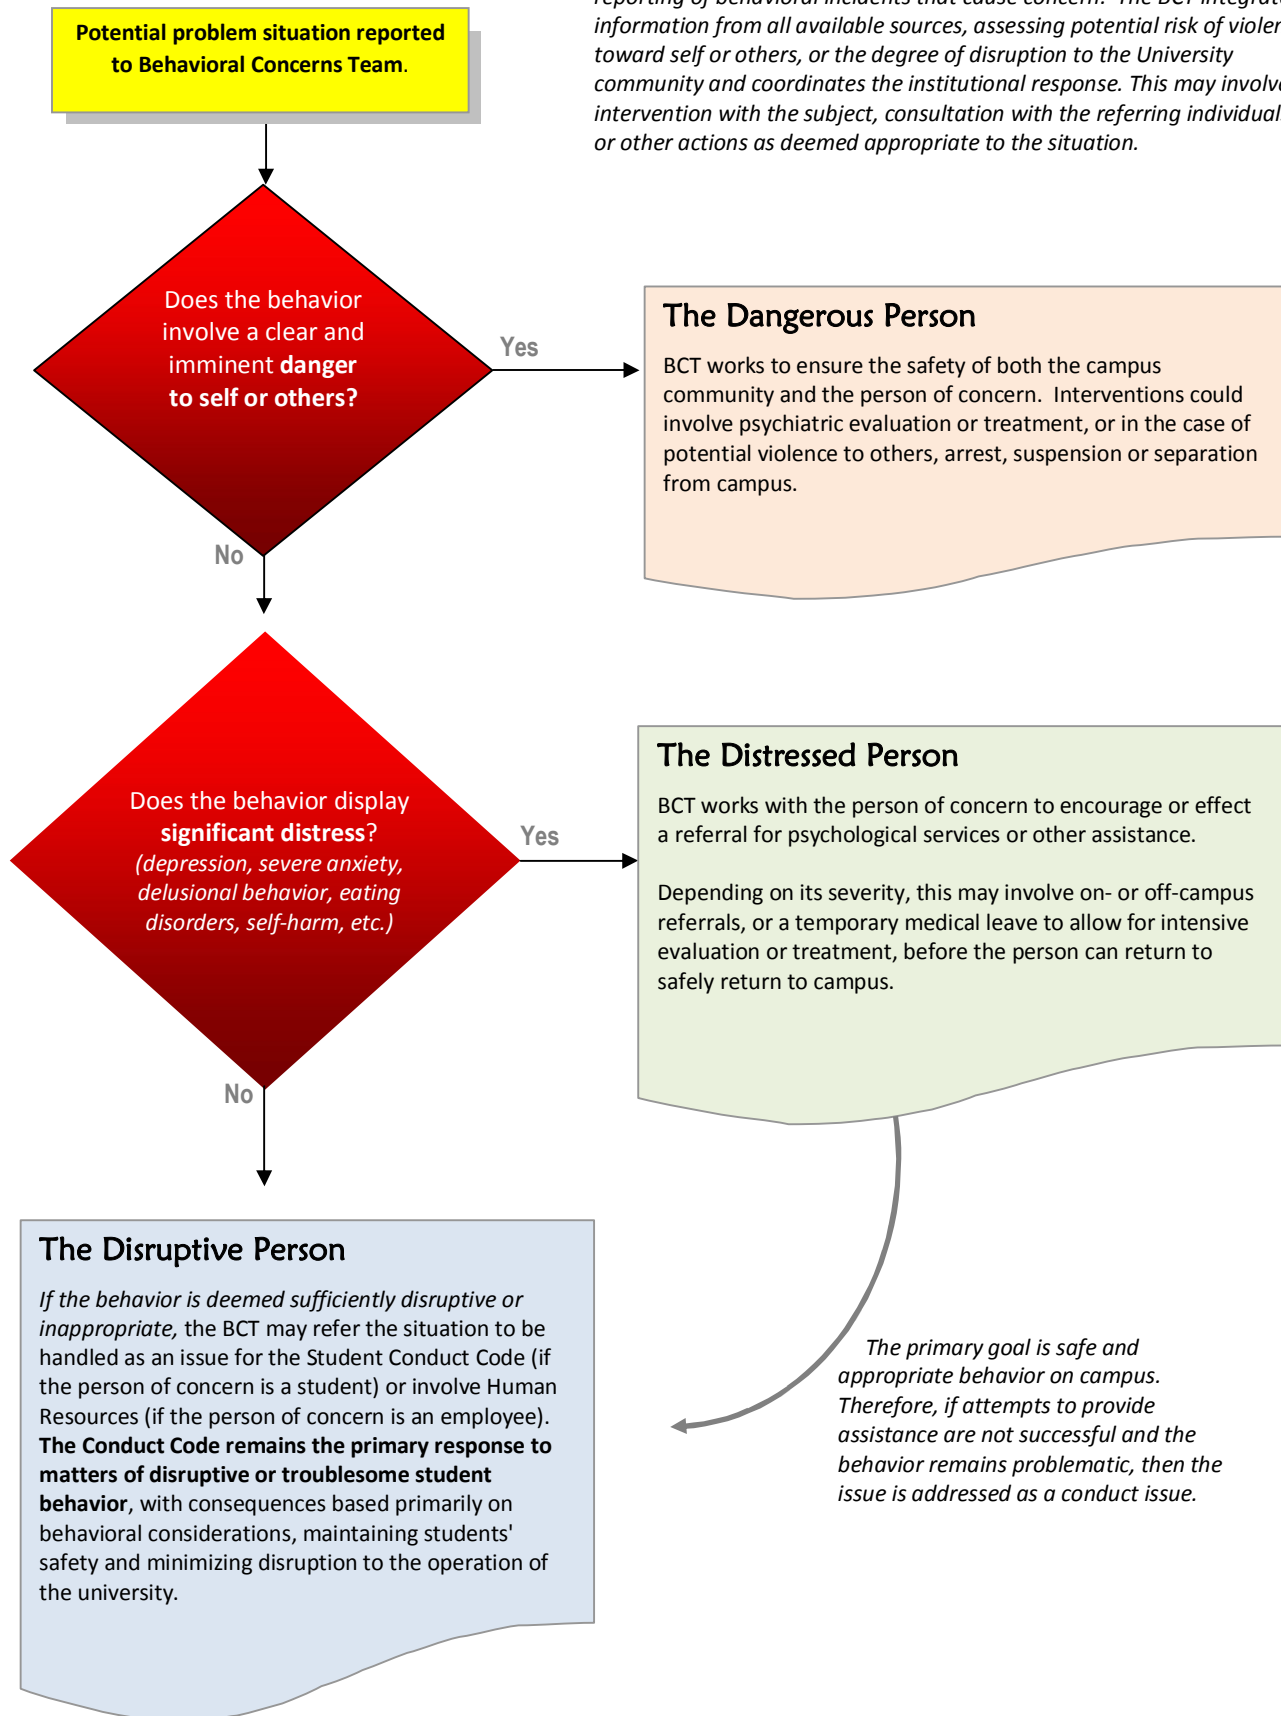 Potential problem situation reported
to Behavioral Concerns Team.
reporting of behavioral incidents that cause concern. The BCT integrate
information from all available sources, assessing potential risk of violen
toward self or others, or the degree of disruption to the University
community and coordinates the institutional response. This may involve
intervention with the subject, consultation with the referring individual
or other actions as deemed appropriate to the situation.
Does the behavior
involve a clear and
imminent danger
to self or others?
Yes
No
The Dangerous Person
BCT works to ensure the safety of both the campus
community and the person of concern. Interventions could
involve psychiatric evaluation or treatment, or in the case of
potential violence to others, arrest, suspension or separation
from campus.
Does the behavior display
significant distress?
(depression, severe anxiety,
delusional behavior, eating
disorders, self-harm, etc.)
Yes
No
The Distressed Person
BCT works with the person of concern to encourage or effect
a referral for psychological services or other assistance.
Depending on its severity, this may involve on- or off-campus
referrals, or a temporary medical leave to allow for intensive
evaluation or treatment, before the person can return to
safely return to campus.
The Disruptive Person
If the behavior is deemed sufficiently disruptive or
inappropriate, the BCT may refer the situation to be
handled as an issue for the Student Conduct Code (if
the person of concern is a student) or involve Human
Resources (if the person of concern is an employee).
The Conduct Code remains the primary response to
matters of disruptive or troublesome student
behavior, with consequences based primarily on
behavioral considerations, maintaining students'
safety and minimizing disruption to the operation of
the university.
The primary goal is safe and
appropriate behavior on campus.
Therefore, if attempts to provide
assistance are not successful and the
behavior remains problematic, then the
issue is addressed as a conduct issue.